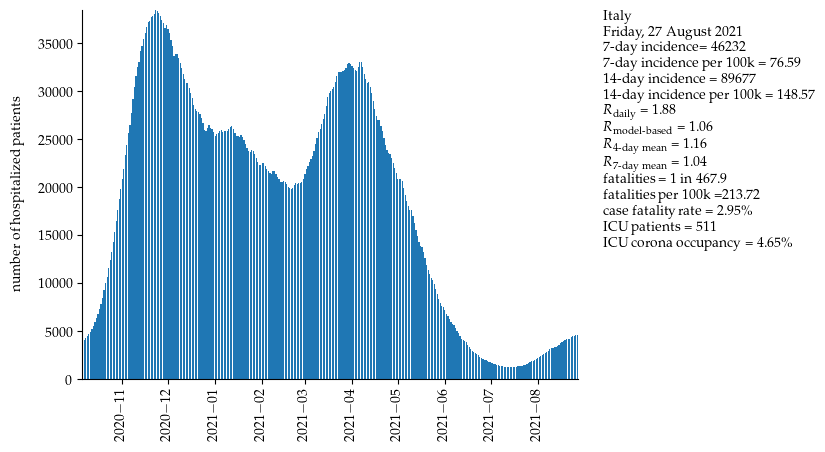 number of hospitalized patients
35000
30000
25000
20000
15000
10000
5000
0
2020−11
2020−12
2021−01
2021−02
2021−03
2021−04
2021−05
2021−06
2021−07
2021−08
Italy
Friday, 27 August 2021
7-day incidence= 46232
7-day incidence per 100k = 76.59
14-day incidence = 89677
14-day incidence per 100k = 148.57
R daily = 1.88
R model-based = 1.06
R 4-day mean = 1.16
R 7-day mean = 1.04
fatalities = 1 in 467.9
fatalities per 100k =213.72
case fatality rate = 2.95%
ICU patients = 511
ICU corona occupancy = 4.65%